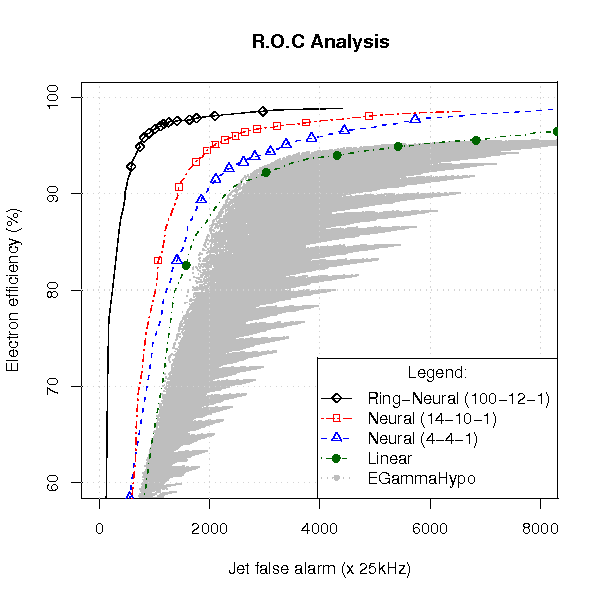 R.O.C Analysis
Electron efficiency (%)
100
90
80
70
60
Legend:
Ring−Neural (100−12−1)
Neural (14−10−1)
Neural (4−4−1)
Linear
EGammaHypo
0 2000 4000 6000 8000
Jet false alarm (x 25kHz)